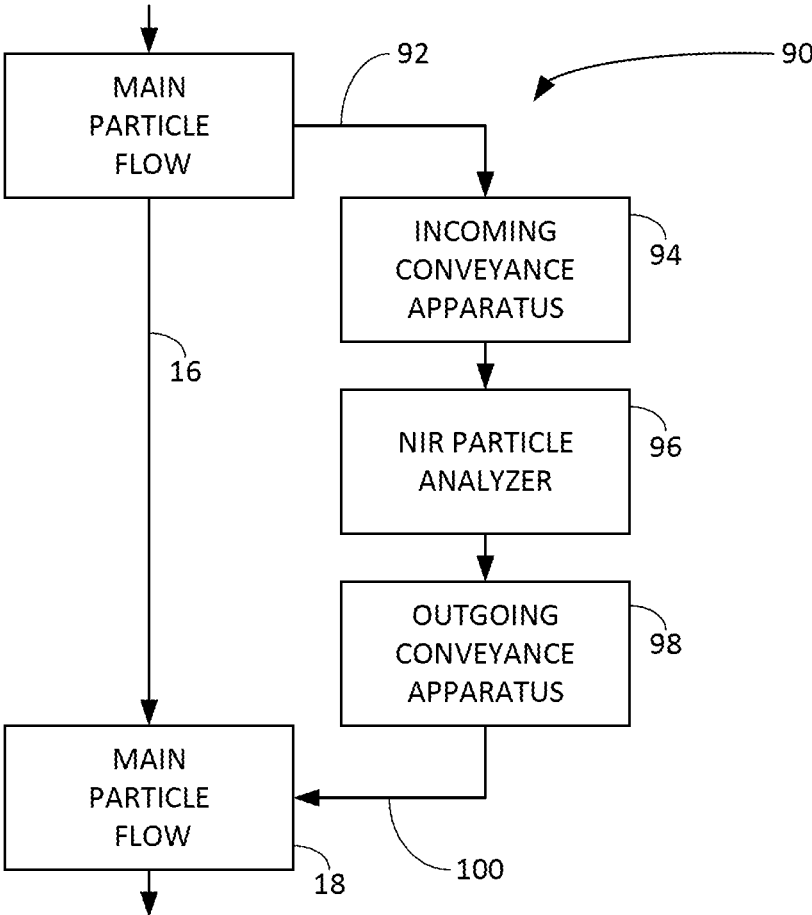 MAIN
PARTICLE
FLOW
92
90
INCOMING
CONVEYANCE
APPARATUS
94
16
NIR PARTICLE
ANALYZER
96
OUTGOING
CONVEYANCE
APPARATUS
98
MAIN
PARTICLE
FLOW
18
100